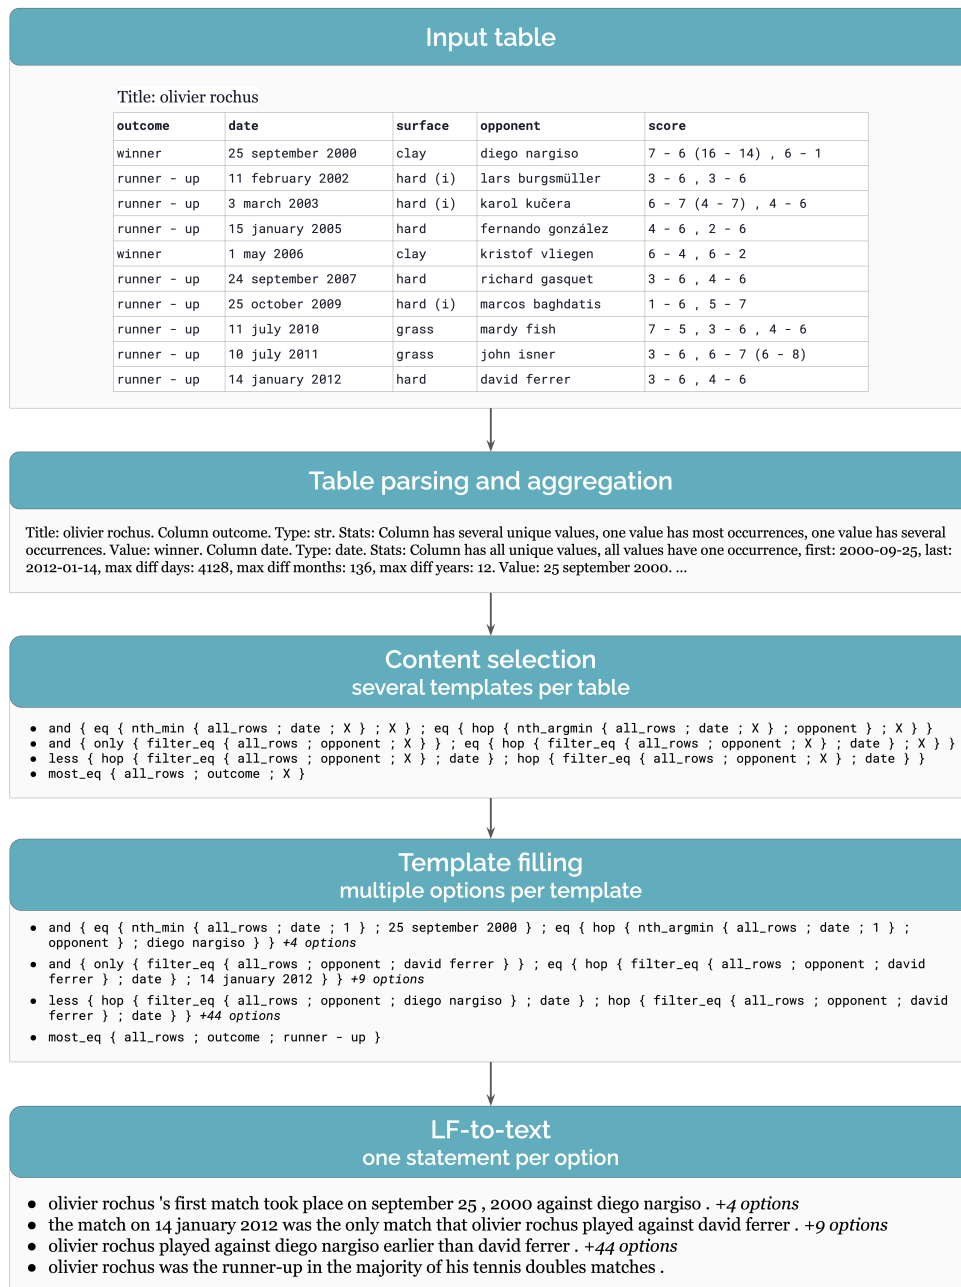 Input table
Title: olivier rochus
outcome date surface opponent score
winner 25 september 2000 clay diego nargiso 7 - 6 (16 - 14) , 6 - 1
runner - up 11 february 2002 hard (i) lars burgsmüller 3 - 6 , 3 - 6
runner - up 3 march 2003 hard (i) karol kučera 6 - 7 (4 - 7) , 4 - 6
runner - up 15 january 2005 hard fernando gonzález 4 - 6 , 2 - 6
winner 1 may 2006 clay kristof vliegen 6 - 4 , 6 - 2
runner - up 24 september 2007 hard richard gasquet 3 - 6 , 4 - 6
runner - up 25 october 2009 hard (i) marcos baghdatis 1 - 6 , 5 - 7
runner - up 11 july 2010 grass mardy fish 7 - 5 , 3 - 6 , 4 - 6
runner - up 10 july 2011 grass john isner 3 - 6 , 6 - 7 (6 - 8)
runner - up 14 january 2012 hard david ferrer 3 - 6 , 4 - 6
Table parsing and aggregation
Title: olivier rochus. Column outcome. Type: str. Stats: Column has several unique values, one value has most occurrences, one value has several
occurrences. Value: winner. Column date. Type: date. Stats: Column has all unique values, all values have one occurrence, first: 2000-09-25, last:
2012-01-14, max diff days: 4128, max diff months: 136, max diff years: 12. Value: 25 september 2000. ...
Content selection
several templates per table
● and { eq { nth_min { all_rows ; date ; X } ; X } ; eq { hop { nth_argmin { all_rows ; date ; X } ; opponent } ; X } }
● and { only { filter_eq { all_rows ; opponent ; X } } ; eq { hop { filter_eq { all_rows ; opponent ; X } ; date } ; X } }
● less { hop { filter_eq { all_rows ; opponent ; X } ; date } ; hop { filter_eq { all_rows ; opponent ; X } ; date } }
● most_eq { all_rows ; outcome ; X }
Template filling
multiple options per template
● and { eq { nth_min { all_rows ; date ; 1 } ; 25 september 2000 } ; eq { hop { nth_argmin { all_rows ; date ; 1 } ;
opponent } ; diego nargiso } } +4 options
● and { only { filter_eq { all_rows ; opponent ; david ferrer } } ; eq { hop { filter_eq { all_rows ; opponent ; david
ferrer } ; date } ; 14 january 2012 } } +9 options
● less { hop { filter_eq { all_rows ; opponent ; diego nargiso } ; date } ; hop { filter_eq { all_rows ; opponent ; david
ferrer } ; date } } +44 options
● most_eq { all_rows ; outcome ; runner - up }
LF-to-text
one statement per option
● olivier rochus 's first match took place on september 25 , 2000 against diego nargiso . +4 options
● the match on 14 january 2012 was the only match that olivier rochus played against david ferrer . +9 options
● olivier rochus played against diego nargiso earlier than david ferrer . +44 options
● olivier rochus was the runner-up in the majority of his tennis doubles matches .